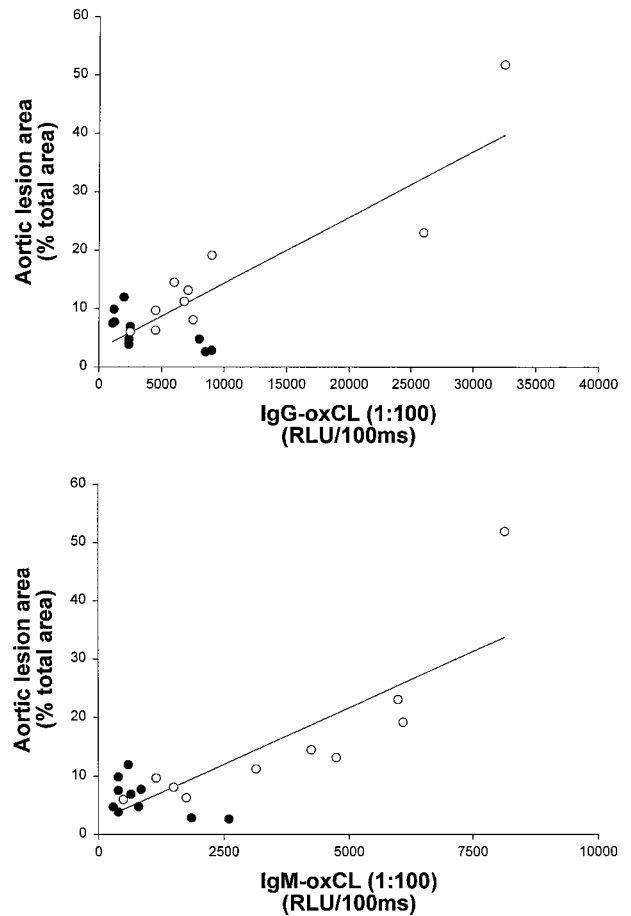 60
50
40
30
20
10
0
Aortic lesion area
(% total area)
0 5000 10000 15000 20000 25000 30000 35000 40000
IgG-oxCL (1:100)
(RLU/100ms)
60
50
40
30
20
10
0
Aortic lesion area
(% total area)
0 2500 5000 7500 10000
IgM-oxCL (1:100)
(RLU/100ms)